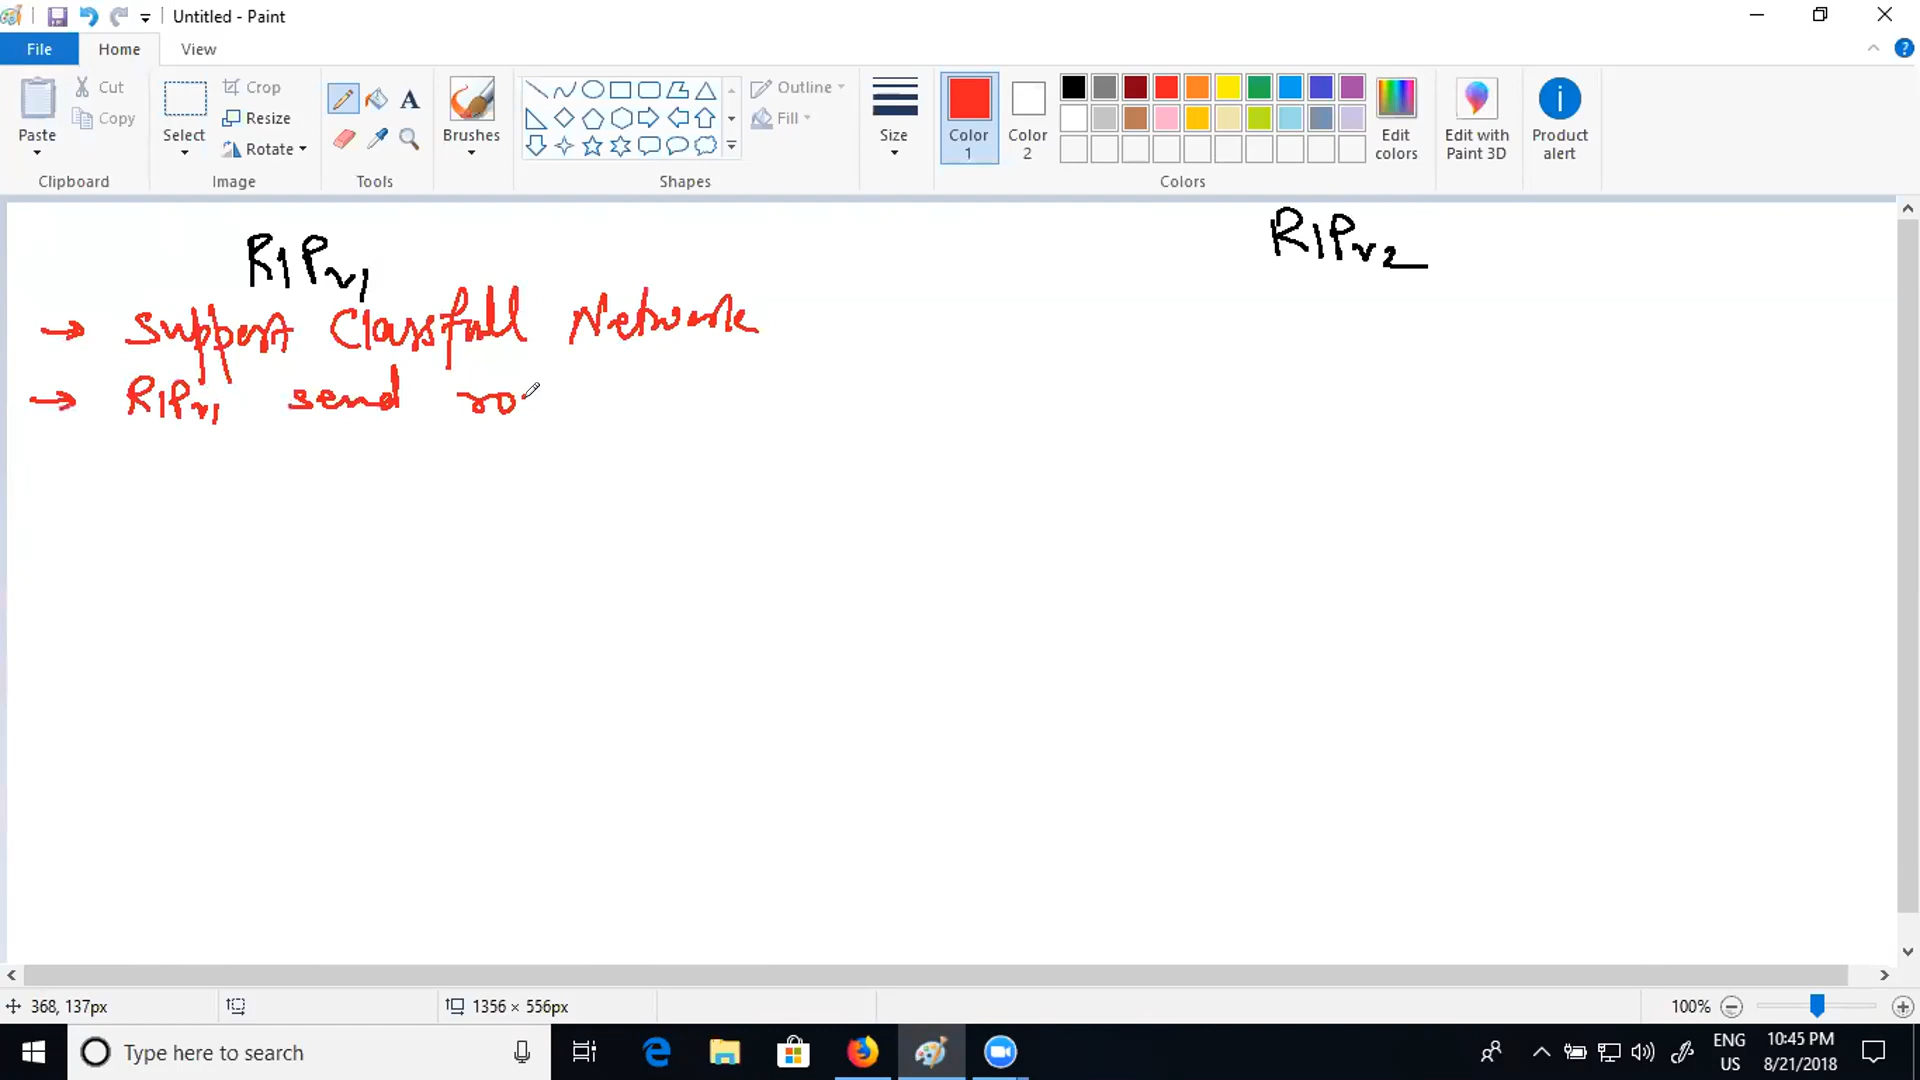 Untitled - Paint
File Home View
Paste
Cut
Copy
Clipboard
Select
Crop
Resize
Rotate
Image
A
Tools
Brushes
Shapes
Outline
Fill
Size
Color 1
Color 2
Edit colors
Colors
Edit with Paint 3D
Product alert
RIPv1
RIPv2
→ Support Classfull Network
→ RIPv1 send ro
368, 137px
1356 × 556px
100%
Type here to search
ENG US
10:45 PM
8/21/2018